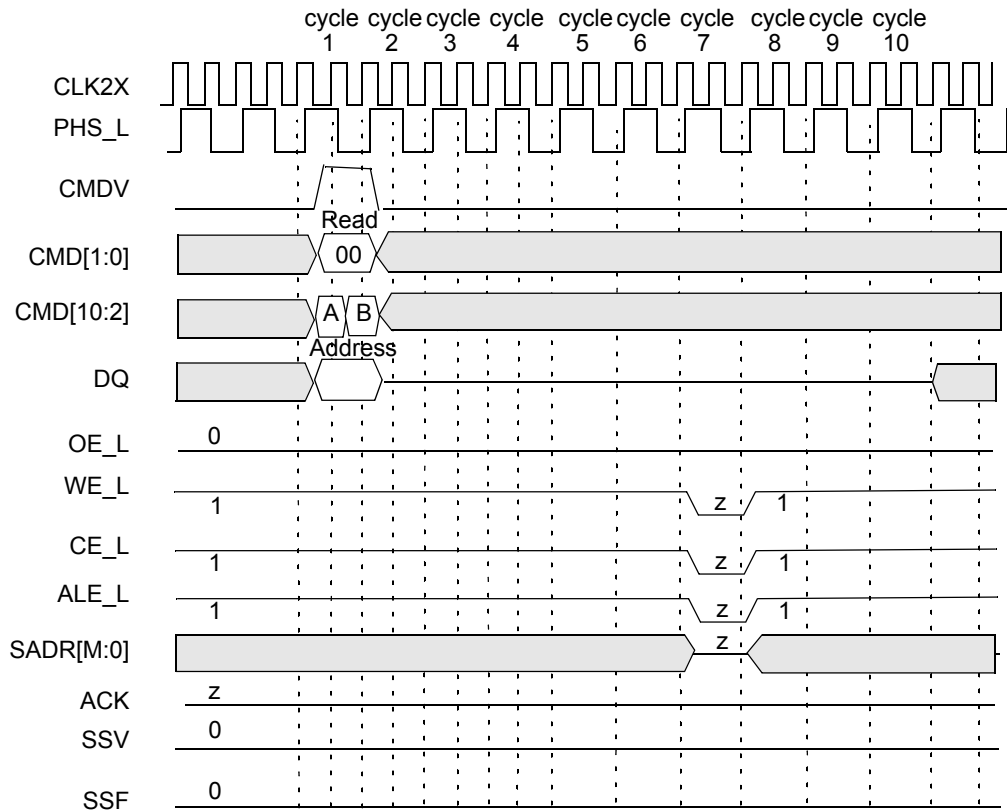 cycle cycle cycle cycle cycle cycle cycle cycle cycle cycle
1 2 3 4 5 6 7 8 9 10
CLK2X
PHS_L
CMDV
Read
CMD[1:0] 00
CMD[10:2] A B
Address
DQ
OE_L 0
WE_L 1 z 1
CE_L 1 z 1
ALE_L 1 z 1
SADR[M:0] z
ACK z
SSV 0
SSF 0